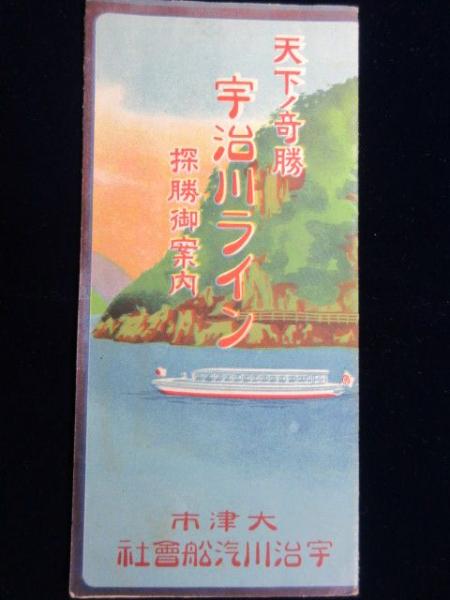 天下ノ奇勝
宇治川ライン
探勝御案内
大津市
宇治川汽船會社